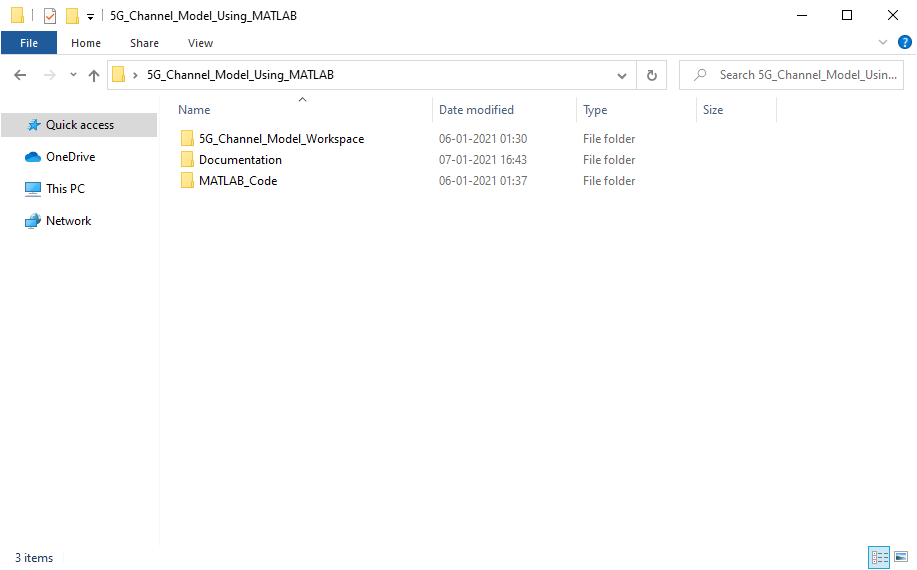 5G_Channel_Model_Using_MATLAB
File Home Share View
5G_Channel_Model_Using_MATLAB Search 5G_Channel_Model_Usin...
Name Date modified Type Size
Quick access
OneDrive
This PC
Network
5G_Channel_Model_Workspace 06-01-2021 01:30 File folder
Documentation 07-01-2021 16:43 File folder
MATLAB_Code 06-01-2021 01:37 File folder
3 items